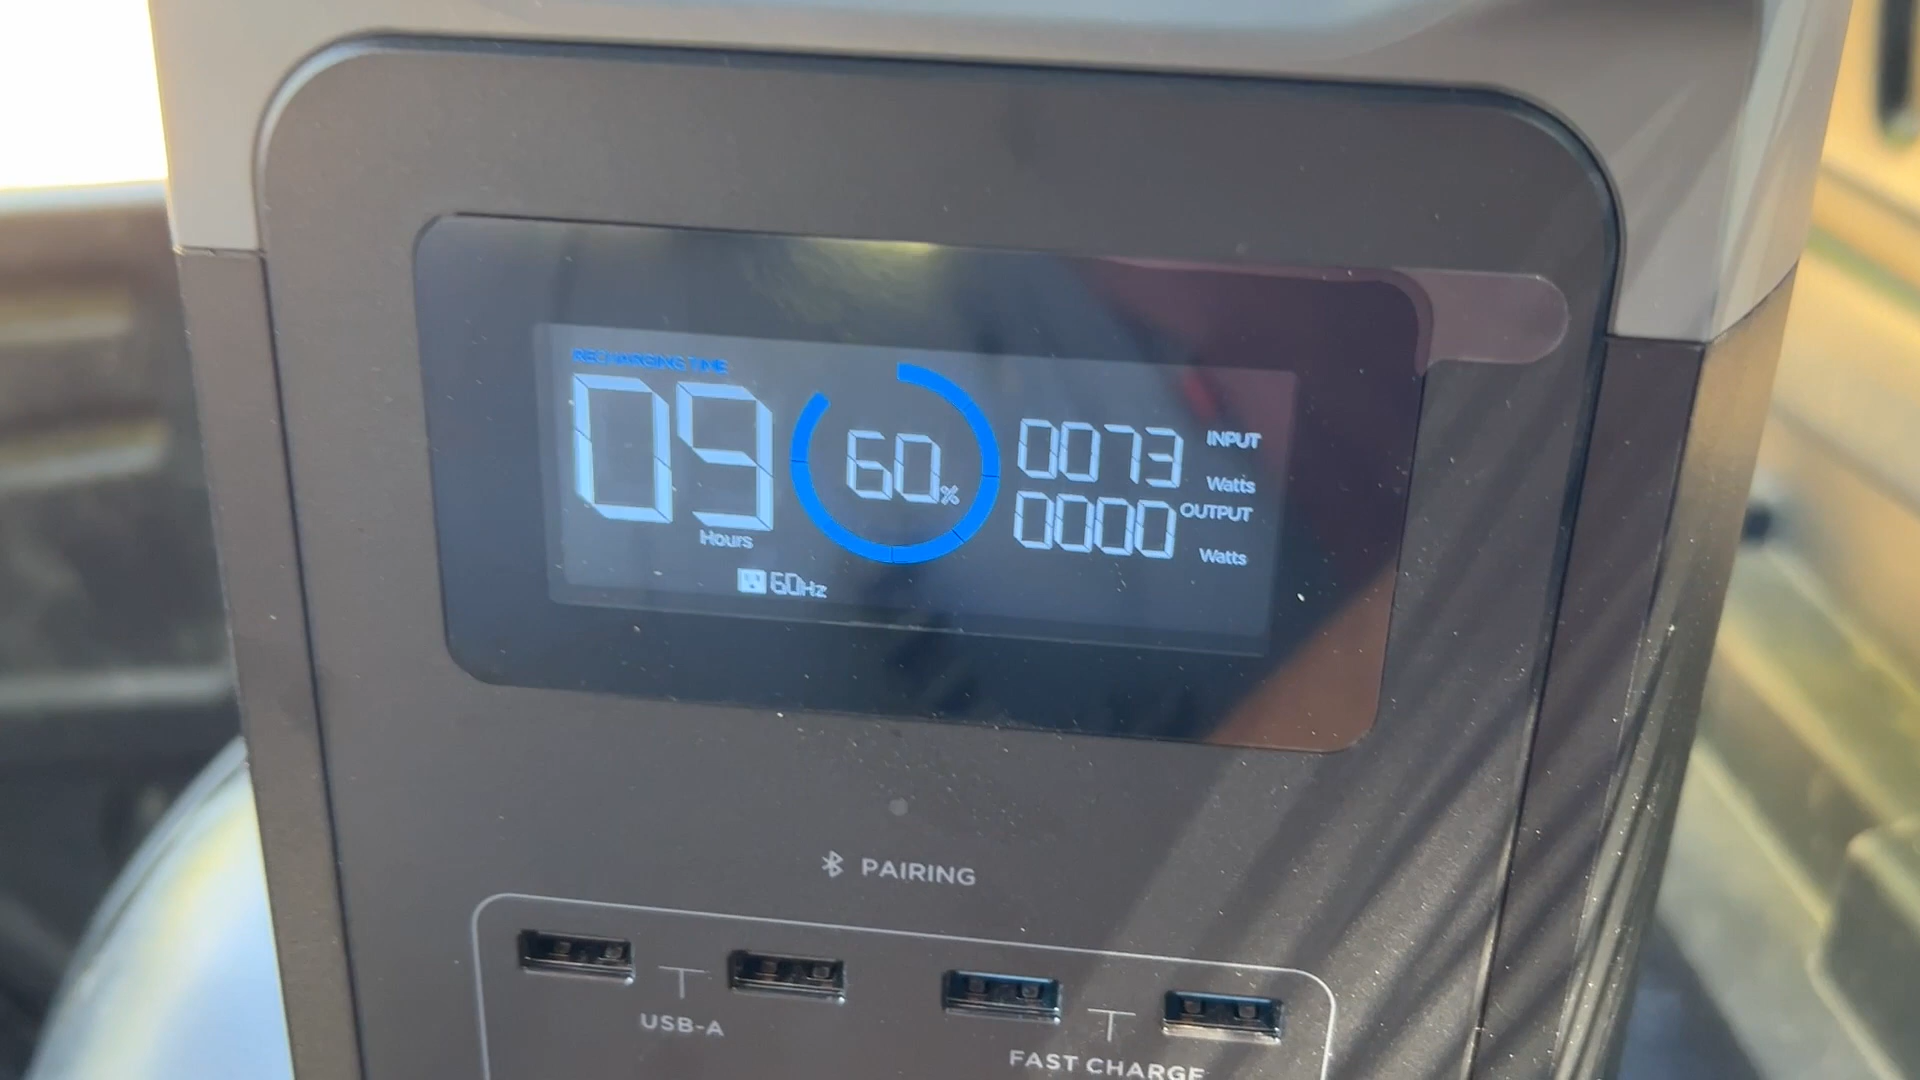 RECHARGING TIME
09
Hours
60%
0073 INPUT
Watts
0000 OUTPUT
Watts
60Hz
PAIRING
USB-A
FAST CHARGE